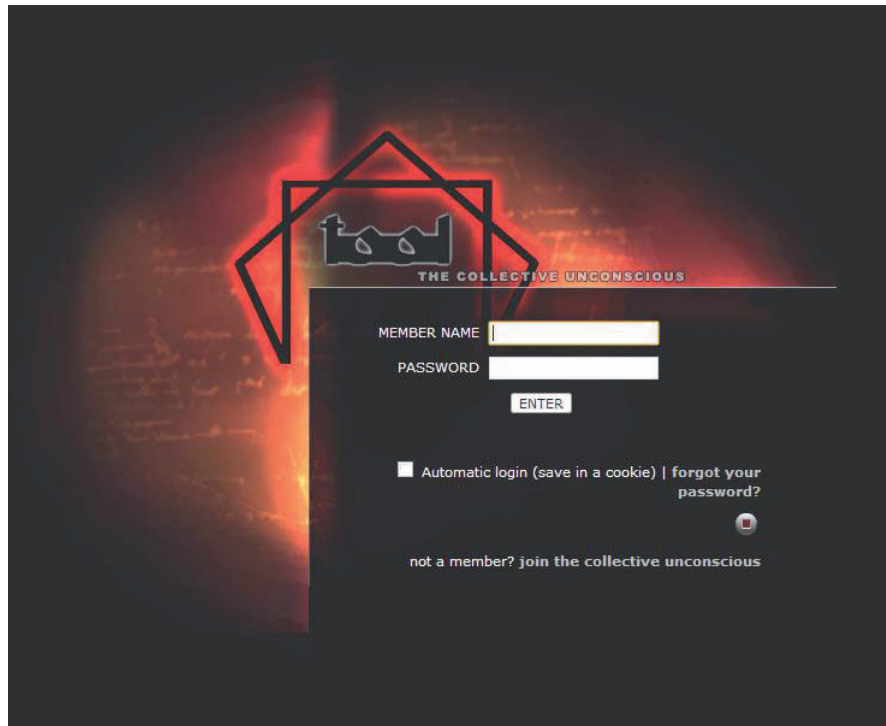 tool
THE COLLECTIVE UNCONSCIOUS
MEMBER NAME
PASSWORD
ENTER
Automatic login (save in a cookie) | forgot your
password?
not a member? join the collective unconscious